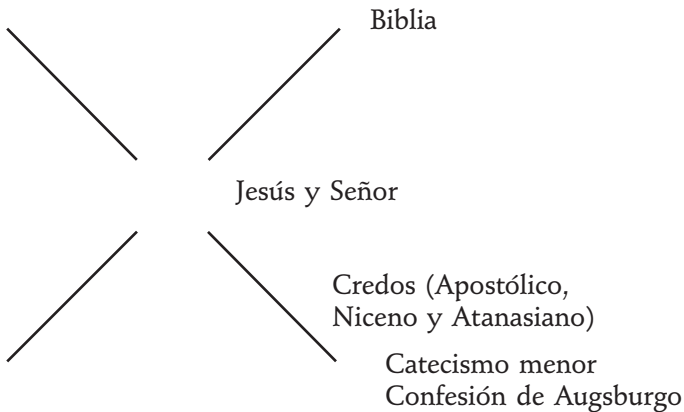 Biblia
Jesús y Señor
Credos (Apostólico,
Niceno y Atanasiano)
Catecismo menor
Confesión de Augsburgo